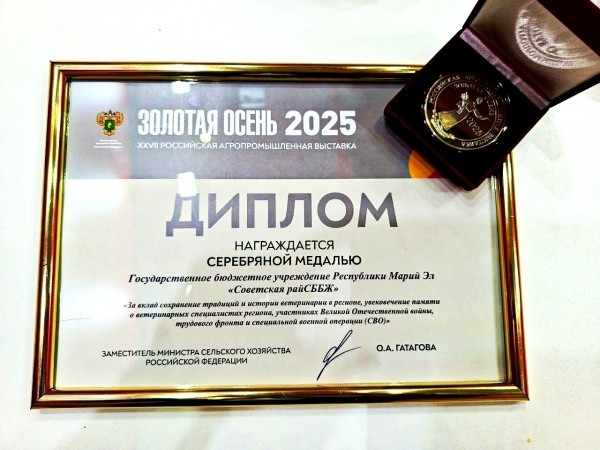 ЗОЛОТАЯ ОСЕНЬ 2025
XXVII РОССИЙСКАЯ АГРОПРОМЫШЛЕННАЯ ВЫСТАВКА
ДИПЛОМ
НАГРАЖДАЕТСЯ
СЕРЕБРЯНОЙ МЕДАЛЬЮ
Государственное бюджетное учреждение Республики Марий Эл
«Советская райСББЖ»
«За вклад сохранение традиций и истории ветеринарии в регионе, увековечение памяти
о ветеринарных специалистах региона, участниках Великой Отечественной войны,
трудового фронта и специальной военной операции (СВО)»
ЗАМЕСТИТЕЛЬ МИНИСТРА СЕЛЬСКОГО ХОЗЯЙСТВА
РОССИЙСКОЙ ФЕДЕРАЦИИ
О.А. ГАТАГОВА